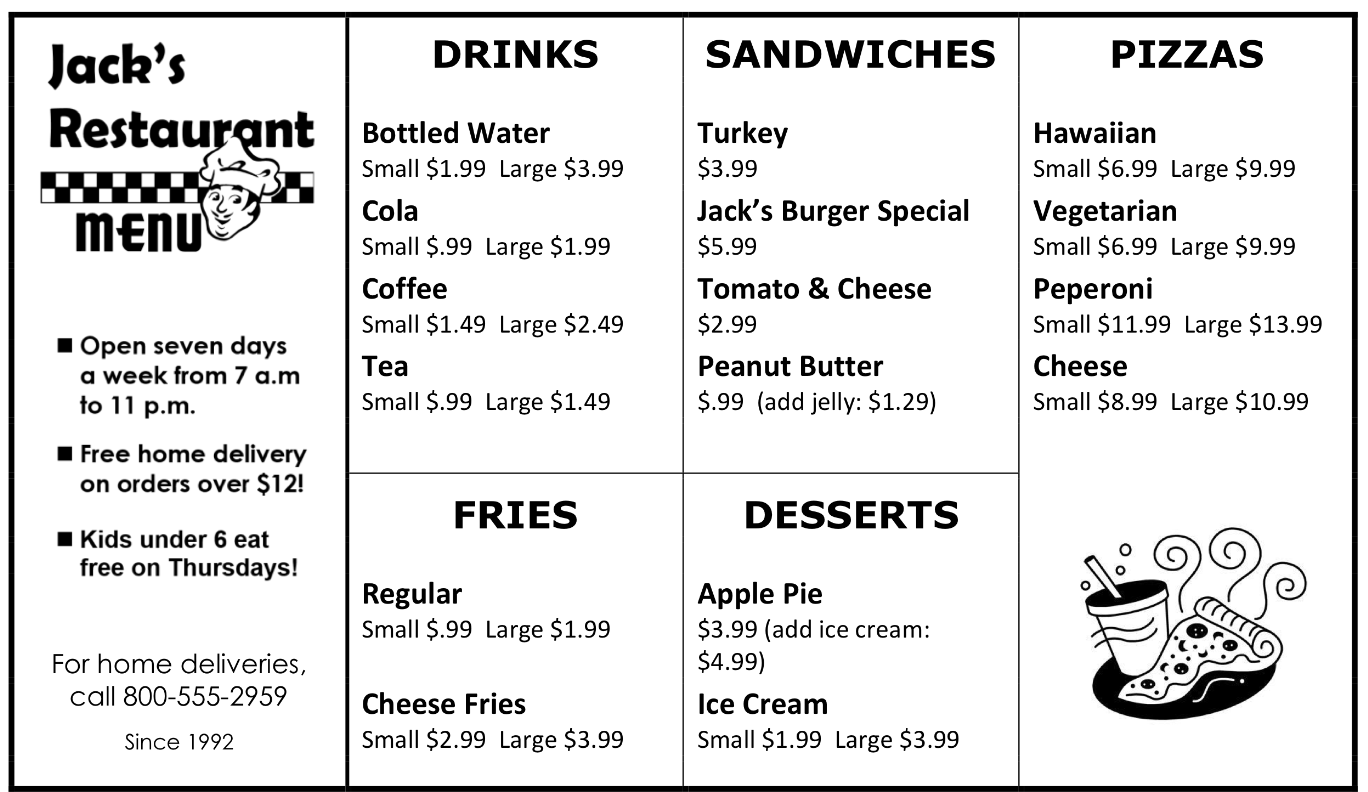 Jack’s
Restaurant
MENU
■ Open seven days
a week from 7 a.m
to 11 p.m.
■ Free home delivery
on orders over $12!
■ Kids under 6 eat
free on Thursdays!
For home deliveries,
call 800-555-2959
Since 1992
DRINKS
Bottled Water
Small $1.99  Large $3.99
Cola
Small $.99  Large $1.99
Coffee
Small $1.49  Large $2.49
Tea
Small $.99  Large $1.49
FRIES
Regular
Small $.99  Large $1.99
Cheese Fries
Small $2.99  Large $3.99
SANDWICHES
Turkey
$3.99
Jack’s Burger Special
$5.99
Tomato & Cheese
$2.99
Peanut Butter
$.99  (add jelly: $1.29)
DESSERTS
Apple Pie
$3.99 (add ice cream:
$4.99)
Ice Cream
Small $1.99  Large $3.99
PIZZAS
Hawaiian
Small $6.99  Large $9.99
Vegetarian
Small $6.99  Large $9.99
Peperoni
Small $11.99  Large $13.99
Cheese
Small $8.99  Large $10.99